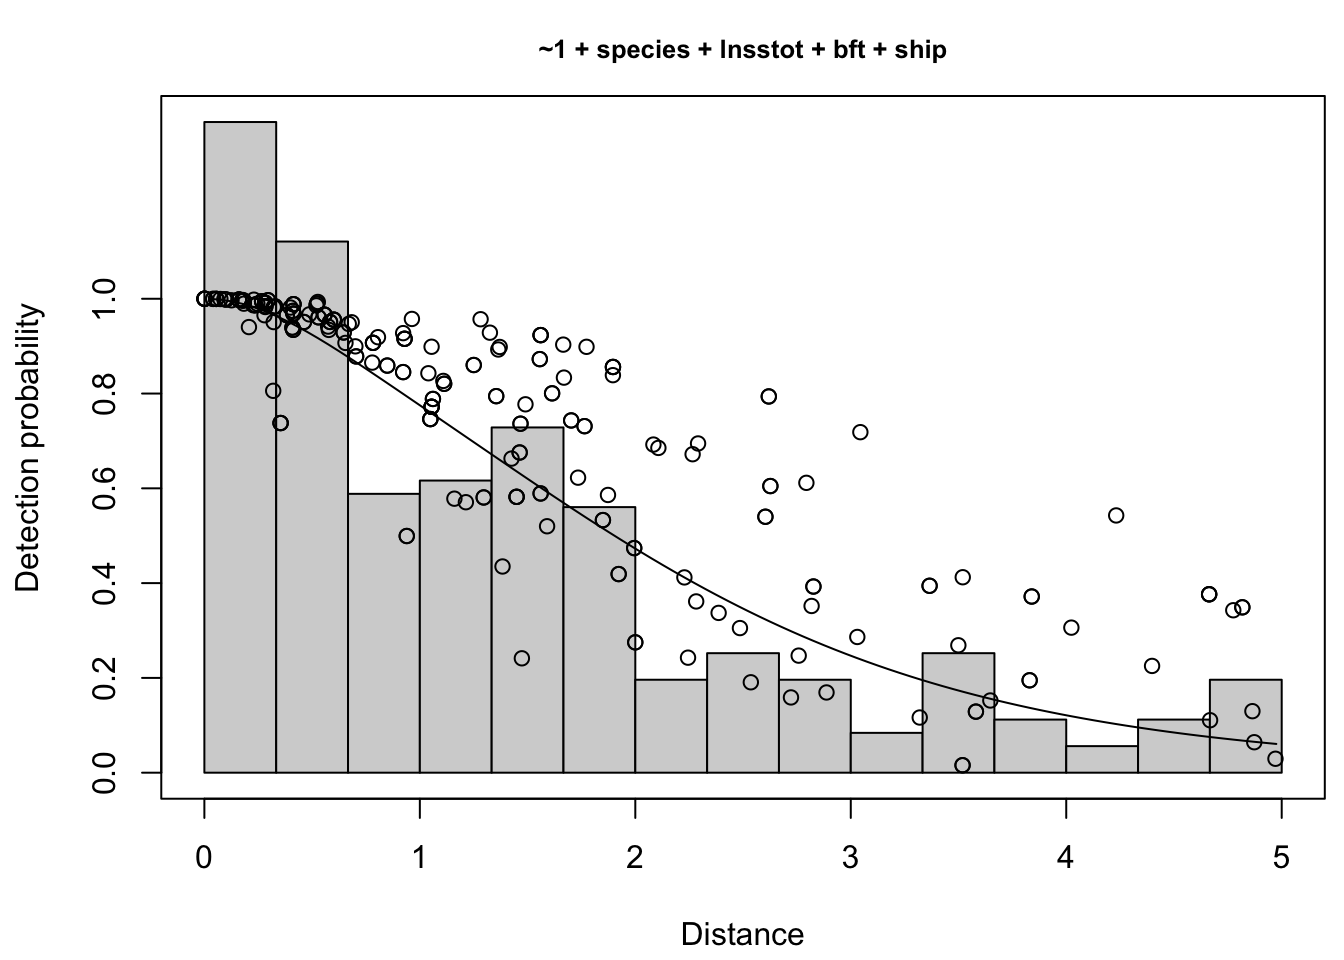 ~1 + species + lnsstot + bft + ship
Detection probability
1.0
0.8
0.6
0.4
0.2
0.0
0 1 2 3 4 5
Distance